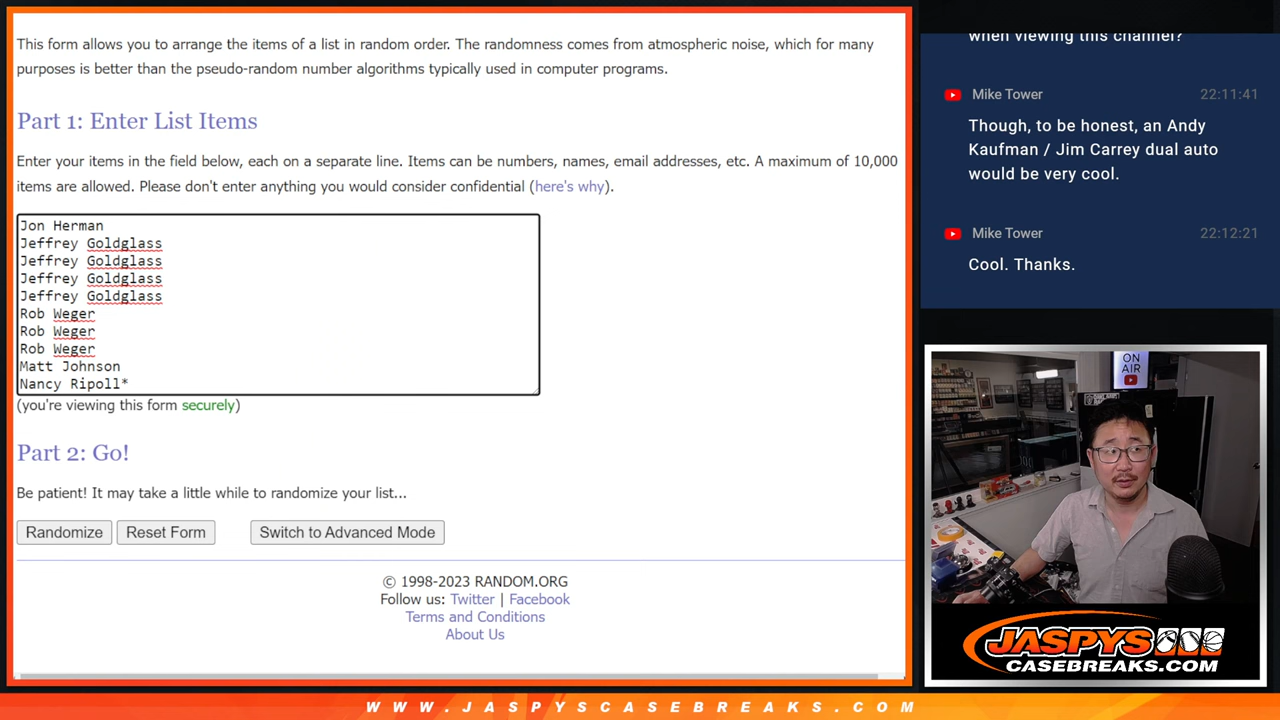 This form allows you to arrange the items of a list in random order. The randomness comes from atmospheric noise, which for many
purposes is better than the pseudo-random number algorithms typically used in computer programs.
Part 1: Enter List Items
Enter your items in the field below, each on a separate line. Items can be numbers, names, email addresses, etc. A maximum of 10,000
items are allowed. Please don't enter anything you would consider confidential (here's why).
Jon Herman
Jeffrey Goldglass
Jeffrey Goldglass
Jeffrey Goldglass
Jeffrey Goldglass
Rob Weger
Rob Weger
Rob Weger
Matt Johnson
Nancy Ripoll*
(you're viewing this form securely)
Part 2: Go!
Be patient! It may take a little while to randomize your list...
Randomize
Reset Form
Switch to Advanced Mode
© 1998-2023 RANDOM.ORG
Follow us: Twitter | Facebook
Terms and Conditions
About Us
when viewing this channel?
Mike Tower 22:11:41
Though, to be honest, an Andy
Kaufman / Jim Carrey dual auto
would be very cool.
Mike Tower 22:12:21
Cool. Thanks.
ON
AIR
JASPYS
CASEBREAKS.COM
WWW.JASPYSCASEBREAKS.COM